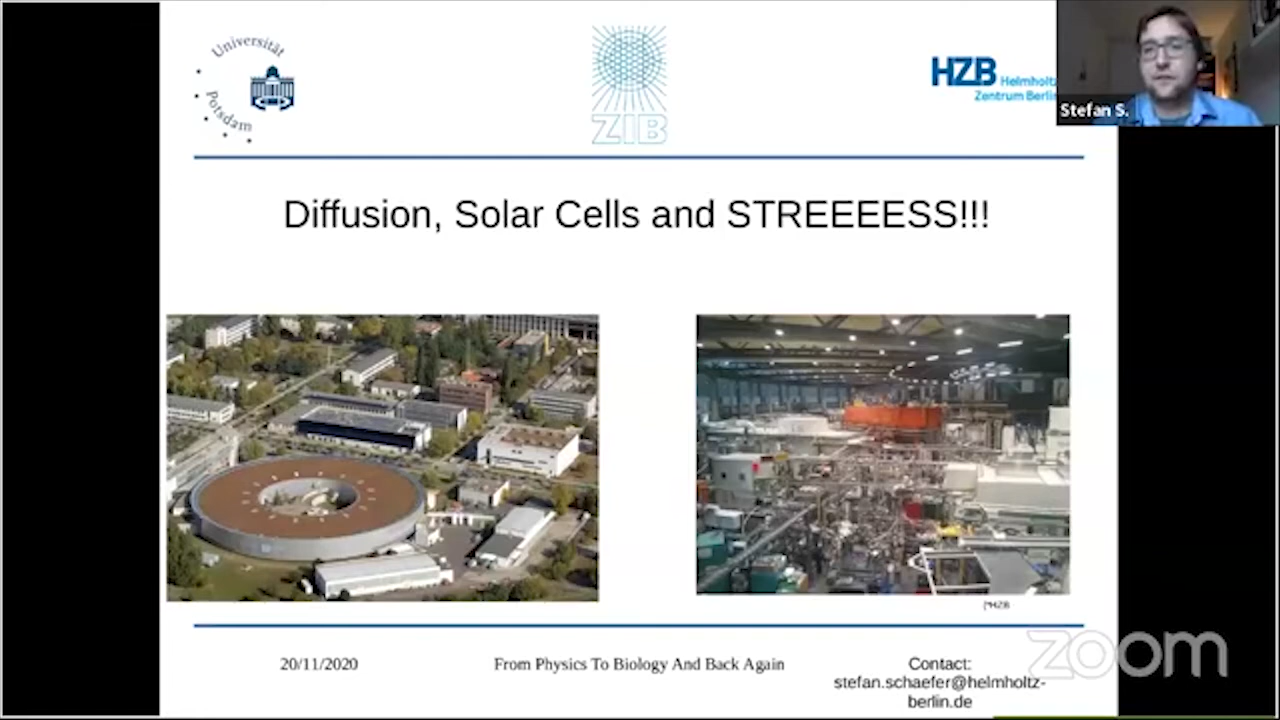 Universität
Potsdam
ZIB
HZB Helmholtz
Zentrum Berlin
Stefan S.
Diffusion, Solar Cells and STREEEESS!!!
[*HZB
20/11/2020
From Physics To Biology And Back Again
Contact:
stefan.schaefer@helmholtz-
berlin.de
zoom